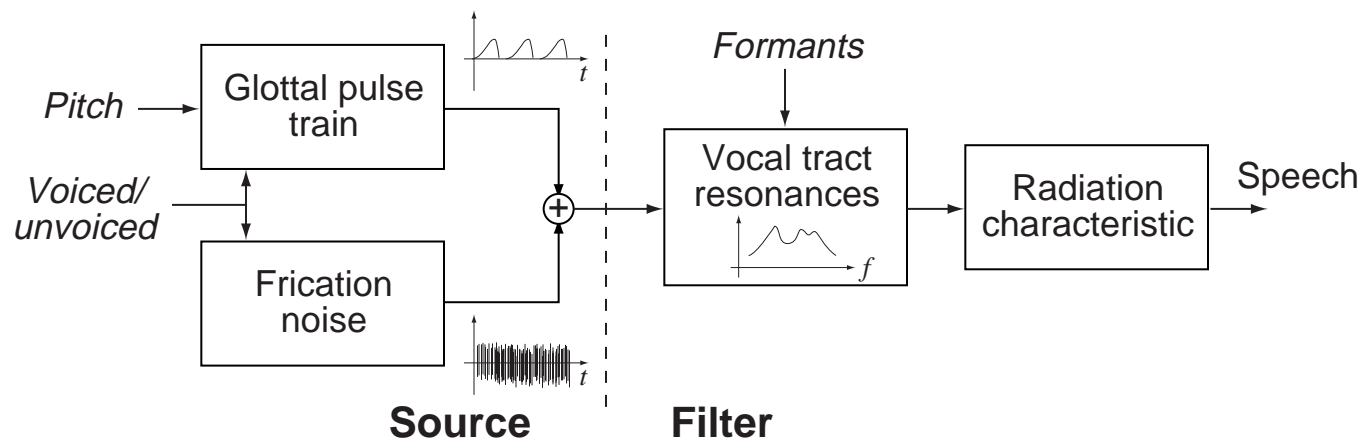 Pitch
Voiced/
unvoiced
Glottal pulse
train
t
Frication
noise
t
+
Formants
Vocal tract
resonances
f
Radiation
characteristic
Speech
Source
Filter